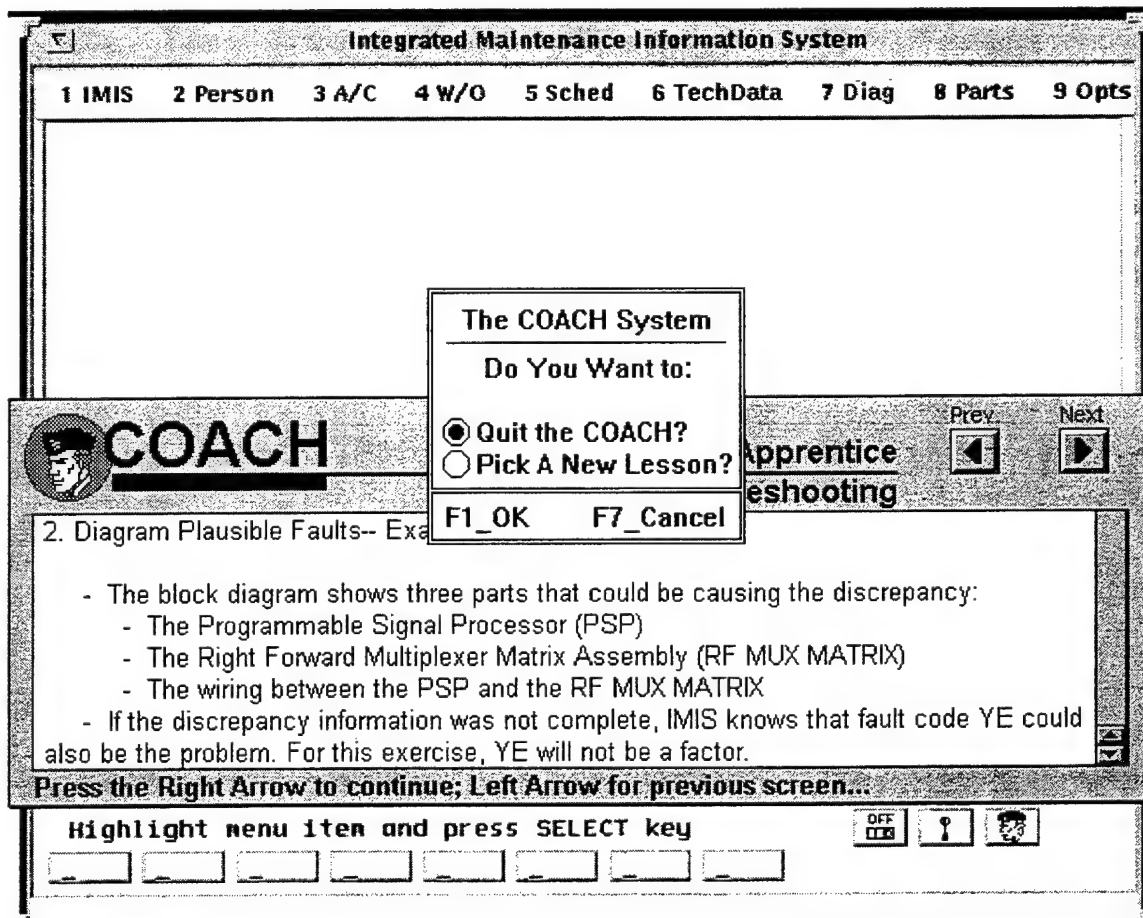 Integrated Maintenance Information System
1 IMIS 2 Person 3 A/C 4 W/O 5 Sched 6 TechData 7 Diag 8 Parts 9 Opts
The COACH System
Do You Want to:
Quit the COACH?
Pick A New Lesson?
F1_OK F7_Cancel
COACH
Apprentice
eshooting
Prev Next
2. Diagram Plausible Faults-- Exa
- The block diagram shows three parts that could be causing the discrepancy:
- The Programmable Signal Processor (PSP)
- The Right Forward Multiplexer Matrix Assembly (RF MUX MATRIX)
- The wiring between the PSP and the RF MUX MATRIX
- If the discrepancy information was not complete, IMIS knows that fault code YE could
also be the problem. For this exercise, YE will not be a factor.
Press the Right Arrow to continue; Left Arrow for previous screen...
Highlight menu item and press SELECT key
OFF